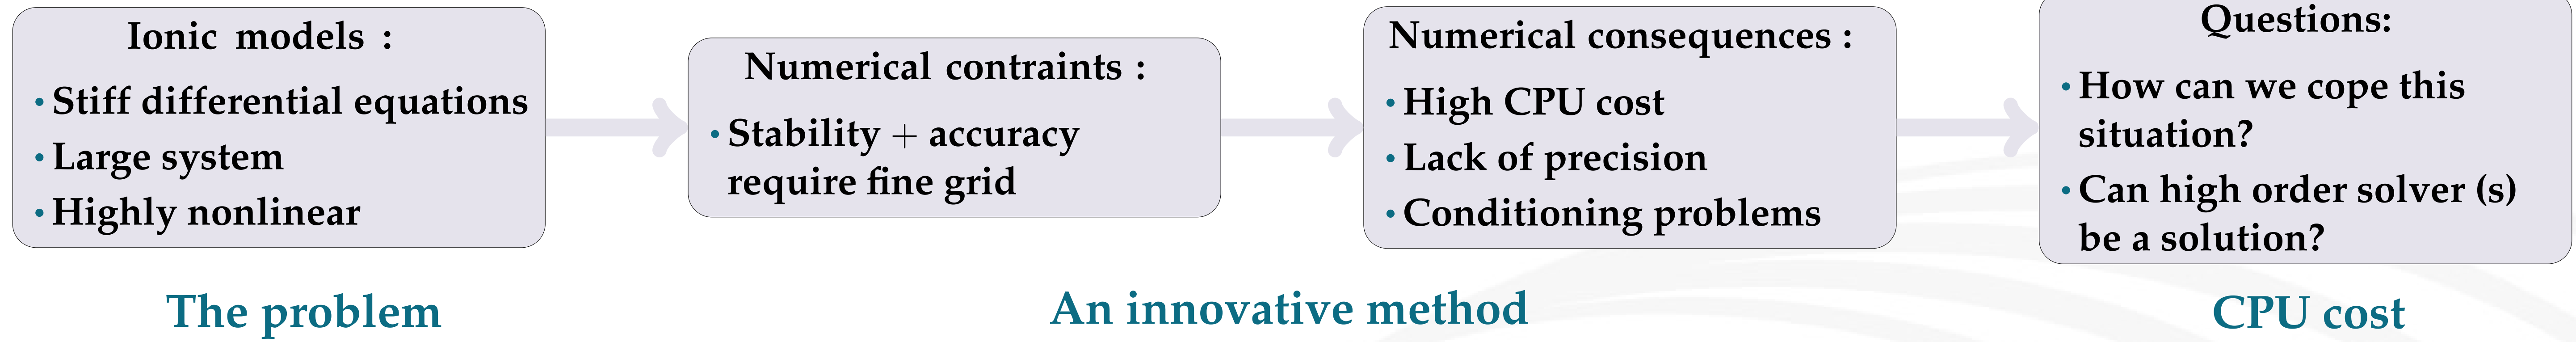 Ionic models :
• Stiff differential equations
• Large system
• Highly nonlinear
Numerical contraints :
• Stability + accuracy
require fine grid
Numerical consequences :
• High CPU cost
• Lack of precision
• Conditioning problems
Questions:
• How can we cope this
situation?
• Can high order solver (s)
be a solution?
The problem
An innovative method
CPU cost